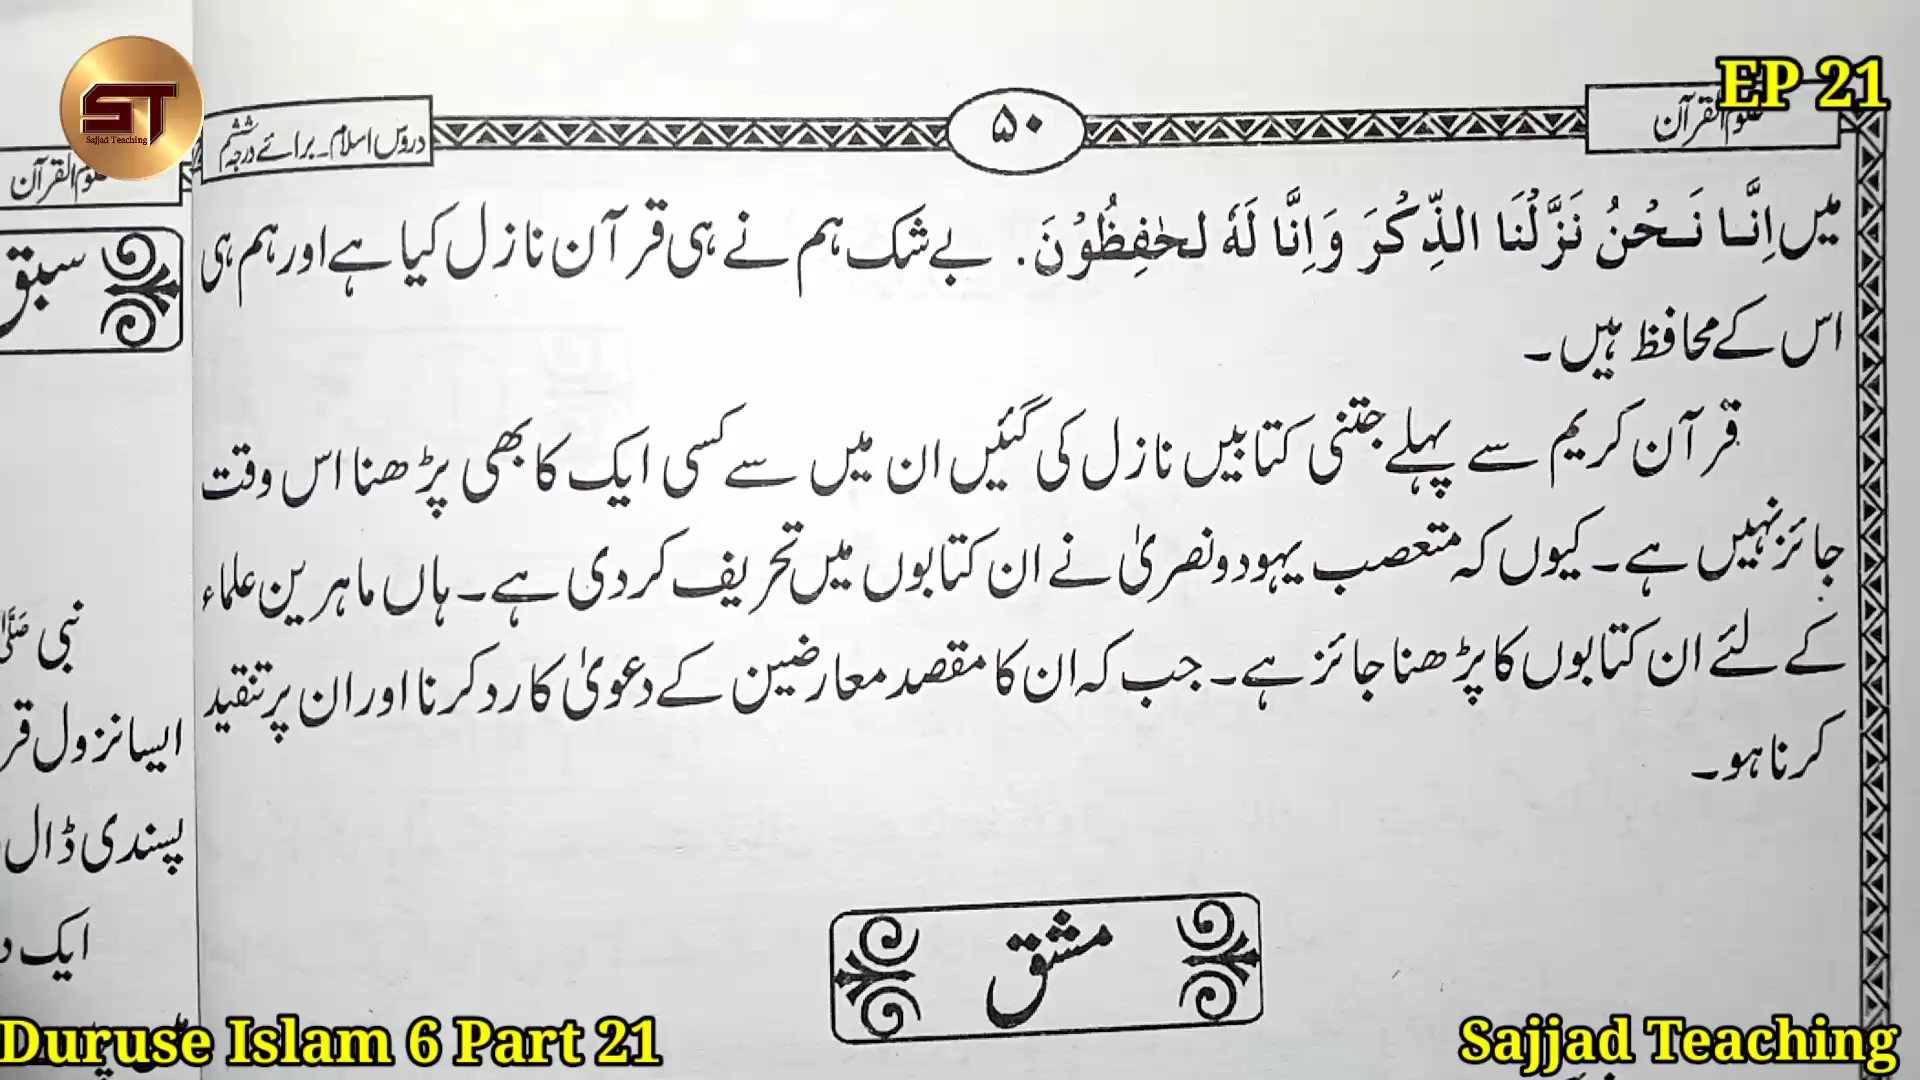 EP 21
ST
Sajjad Teaching
علوم القرآن
۵۰
دروس اسلام۔ برائے درجہ ششم
میں اِنَّا نَحْنُ نَزَّلْنَا الذِّکْرَ وَاِنَّا لَهٗ لَحٰفِظُوْنَ. بے شک ہم نے ہی قرآن نازل کیا ہے اور ہم ہی
اس کے محافظ ہیں۔
قرآن کریم سے پہلے جتنی کتابیں نازل کی گئیں ان میں سے کسی ایک کا بھی پڑھنا اس وقت
جائز نہیں ہے۔ کیوں کہ متعصب یہود و نصریٰ نے ان کتابوں میں تحریف کر دی ہے۔ ہاں ماہرین علماء
کے لئے ان کتابوں کا پڑھنا جائز ہے۔ جب کہ ان کا مقصد معارضین کے دعویٰ کا رد کرنا اور ان پر تنقید
کرنا ہو۔
مشق
سبق
نبی
ایسا نزول
پسندی ڈال
ایک
Duruse Islam 6 Part 21
Sajjad Teaching